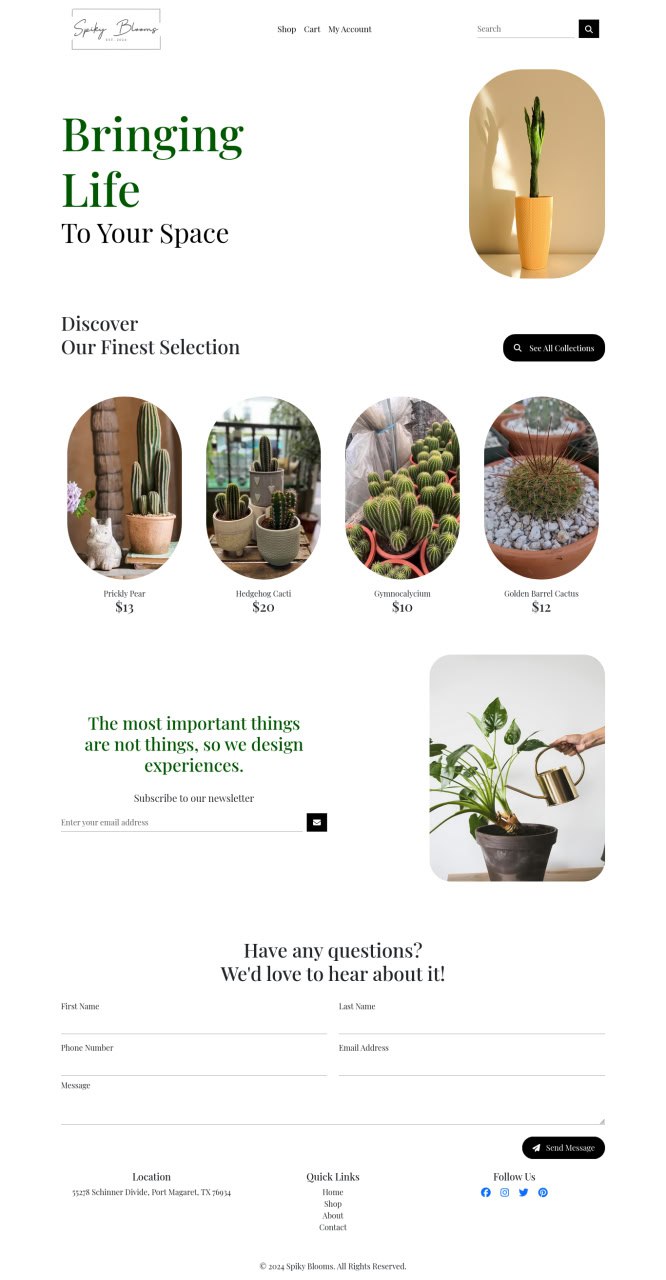 Spiky Blooms
EST. 2024
Shop Cart My Account
Search
Bringing
Life
To Your Space
Discover
Our Finest Selection
See All Collections
Prickly Pear
$13
Hedgehog Cacti
$20
Gymnocalycium
$10
Golden Barrel Cactus
$12
The most important things
are not things, so we design
experiences.
Subscribe to our newsletter
Enter your email address
Have any questions?
We'd love to hear about it!
First Name
Last Name
Phone Number
Email Address
Message
Send Message
Location
55278 Schinner Divide, Port Magaret, TX 76934
Quick Links
Home
Shop
About
Contact
Follow Us
© 2024 Spiky Blooms. All Rights Reserved.